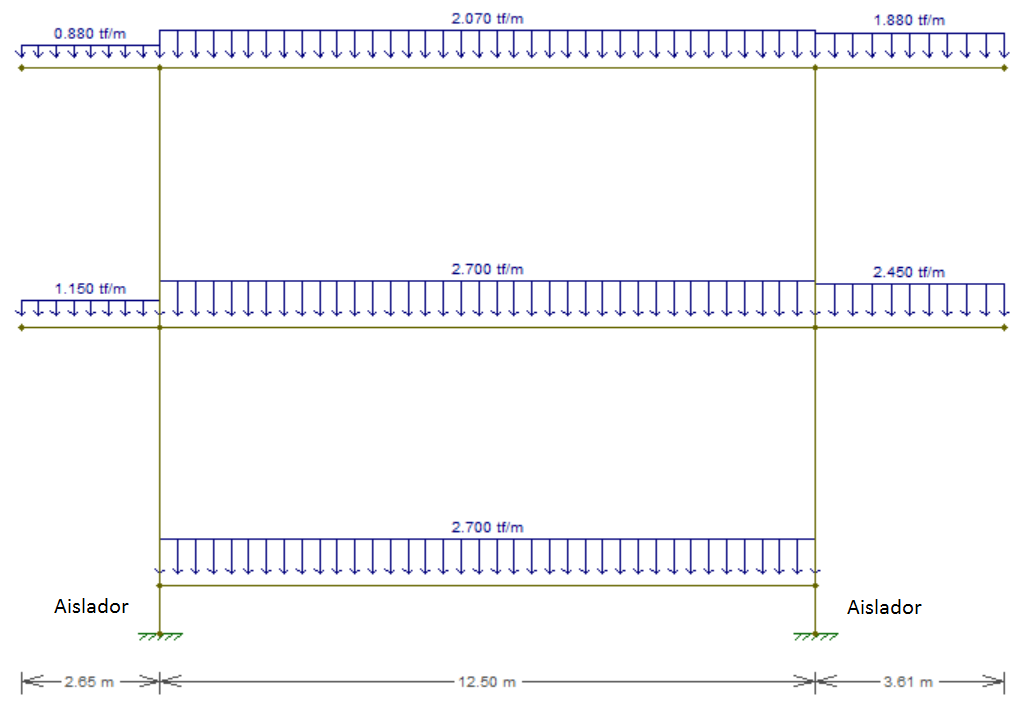 0.880 tf/m
2.070 tf/m
1.880 tf/m
1.150 tf/m
2.700 tf/m
2.450 tf/m
2.700 tf/m
Aislador
Aislador
2.65 m
12.50 m
3.61 m